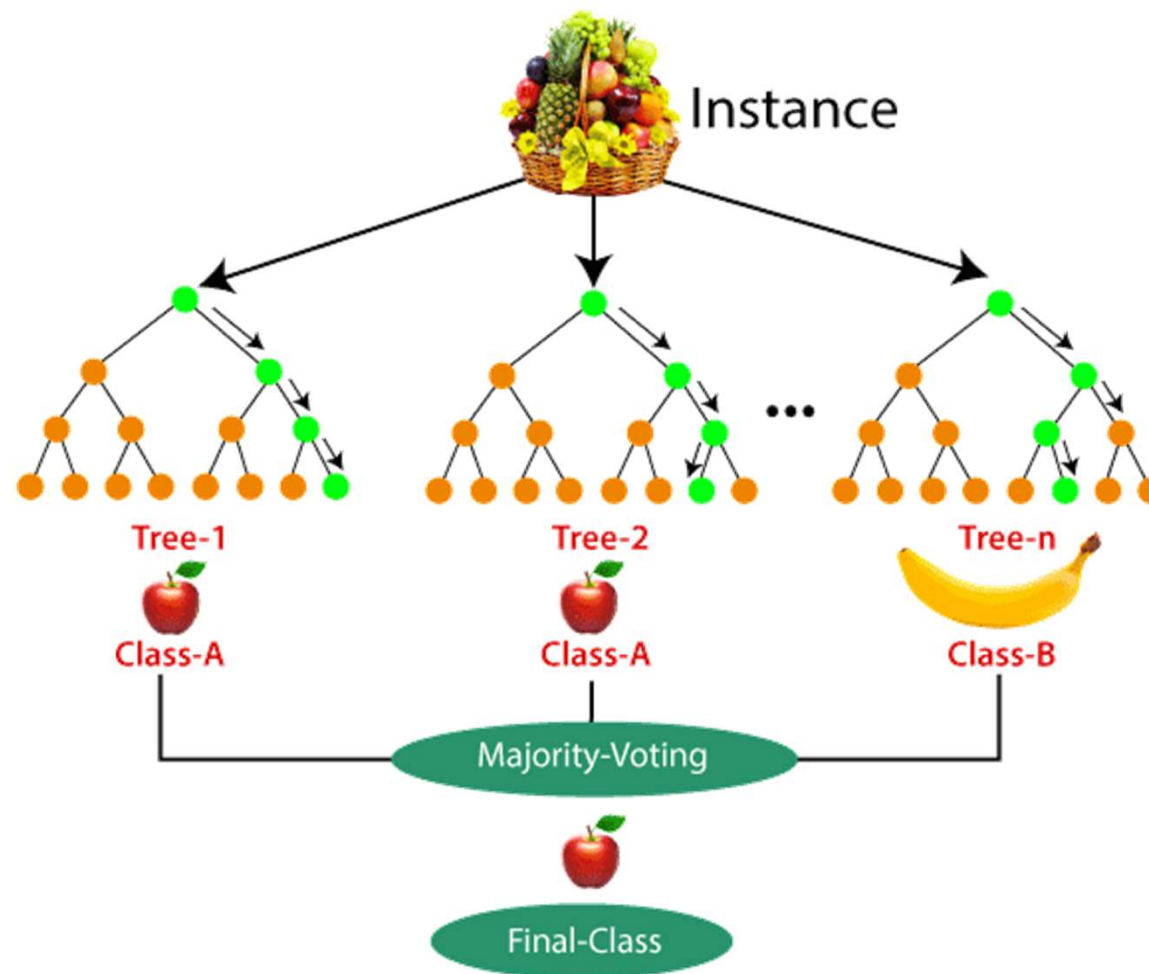 Instance
...
Tree-1
Tree-2
Tree-n
Class-A
Class-A
Class-B
Majority-Voting
Final-Class